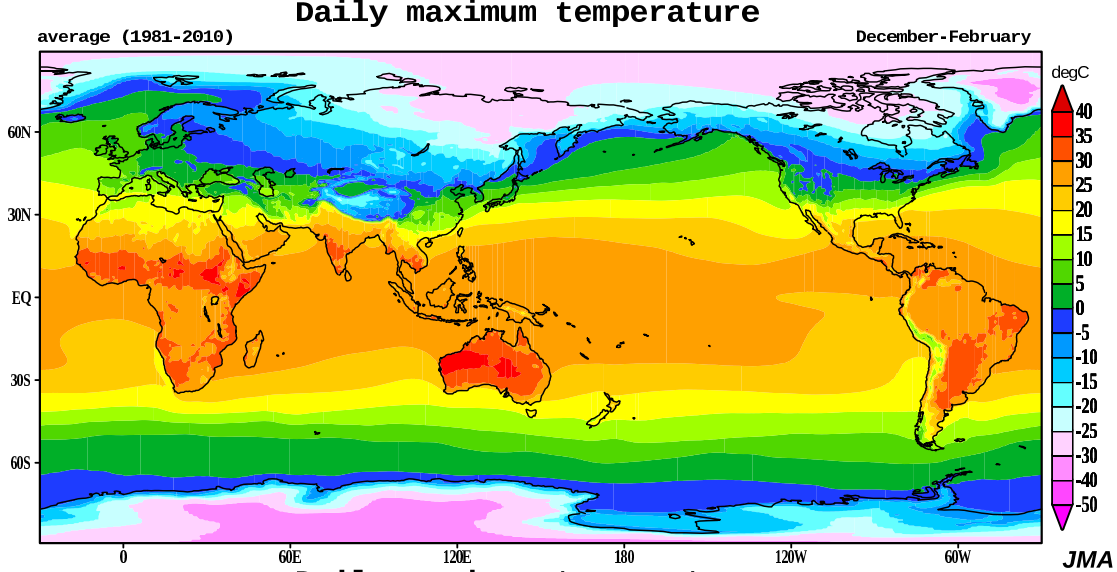 Daily maximum temperature
average (1981-2010) December-February
degC
40
35
60N 30
25
20
30N 15
10
5
EQ 0
-5
-10
-15
30S -20
-25
-30
60S -40
-50
0 60E 120E 180 120W 60W
JMA